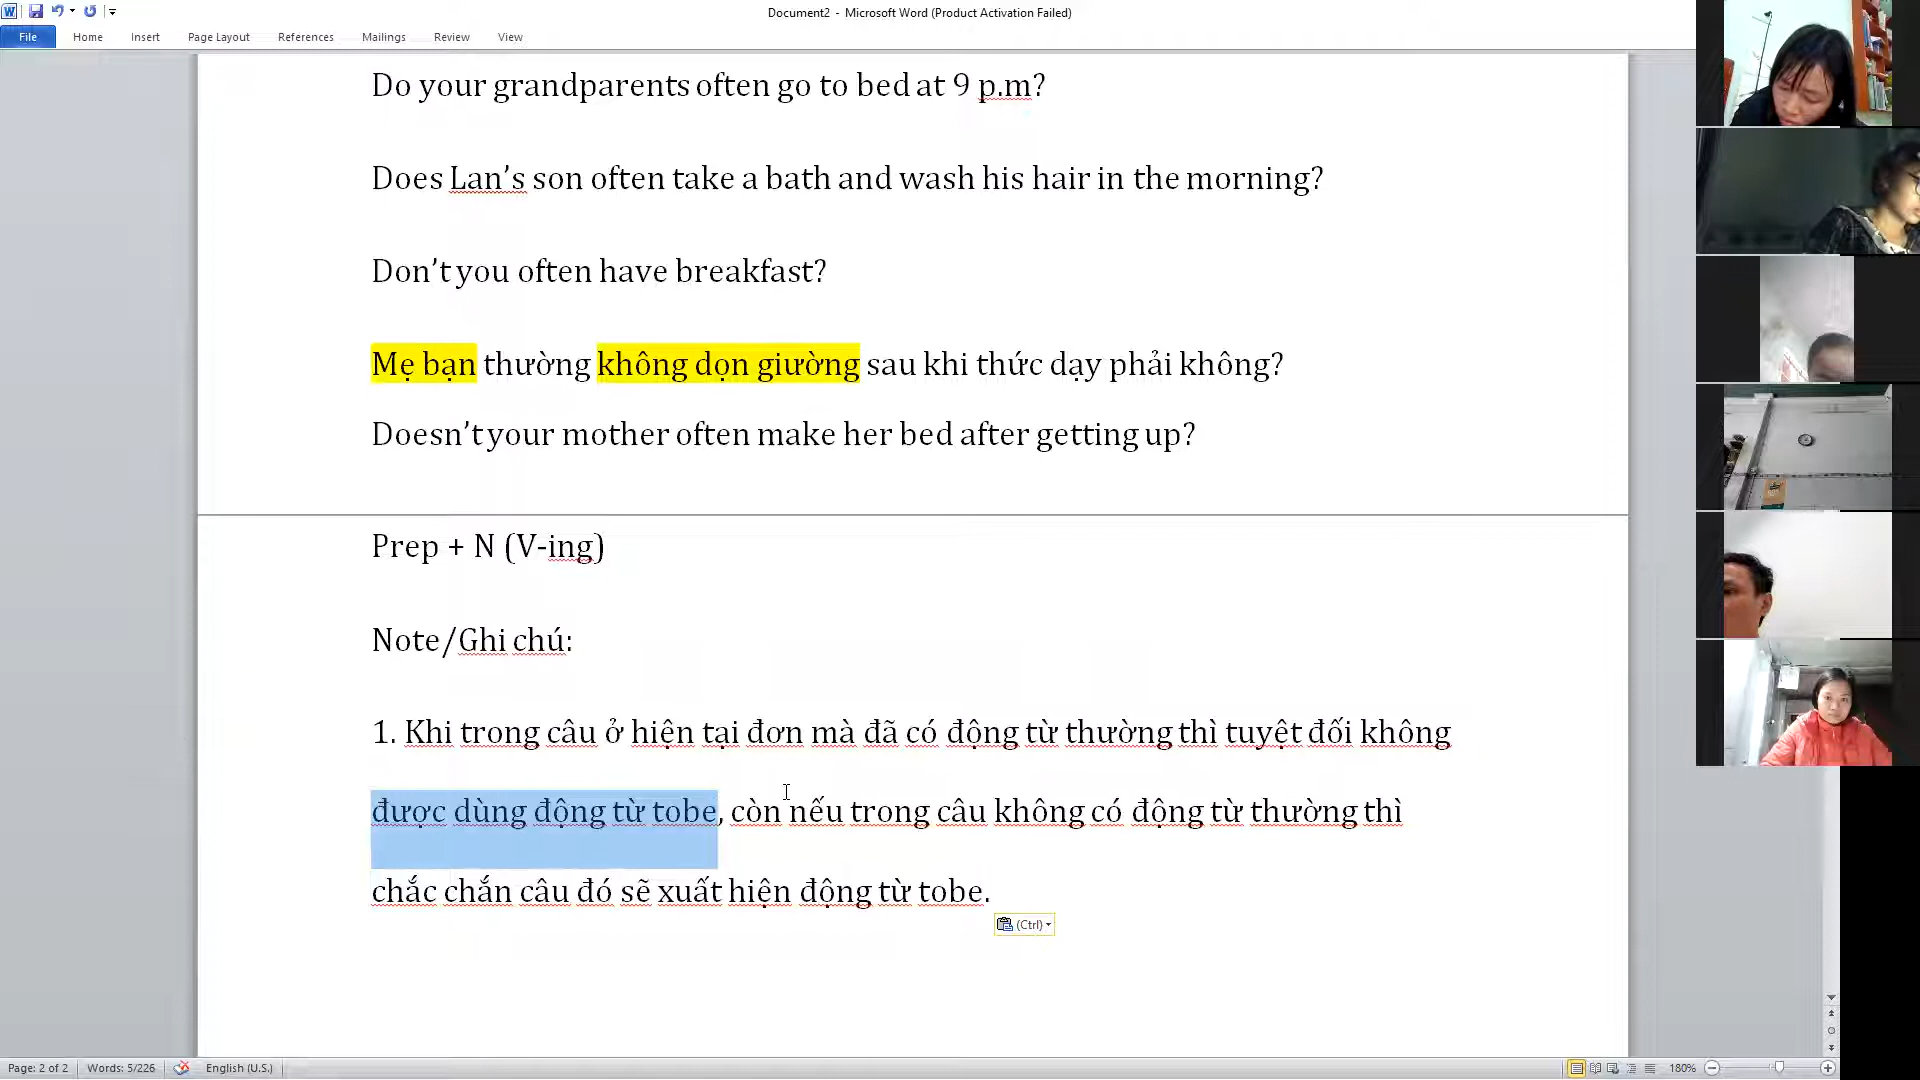 Document2 - Microsoft Word (Product Activation Failed)
File Home Insert Page Layout References Mailings Review View
Do your grandparents often go to bed at 9 p.m?
Does Lan’s son often take a bath and wash his hair in the morning?
Don’t you often have breakfast?
Mẹ bạn thường không dọn giường sau khi thức dạy phải không?
Doesn’t your mother often make her bed after getting up?
Prep + N (V-ing)
Note/Ghi chú:
1. Khi trong câu ở hiện tại đơn mà đã có động từ thường thì tuyệt đối không
được dùng động từ tobe, còn nếu trong câu không có động từ thường thì
chắc chắn câu đó sẽ xuất hiện động từ tobe.
(Ctrl)
Page: 2 of 2 Words: 5/226 English (U.S.) 180%